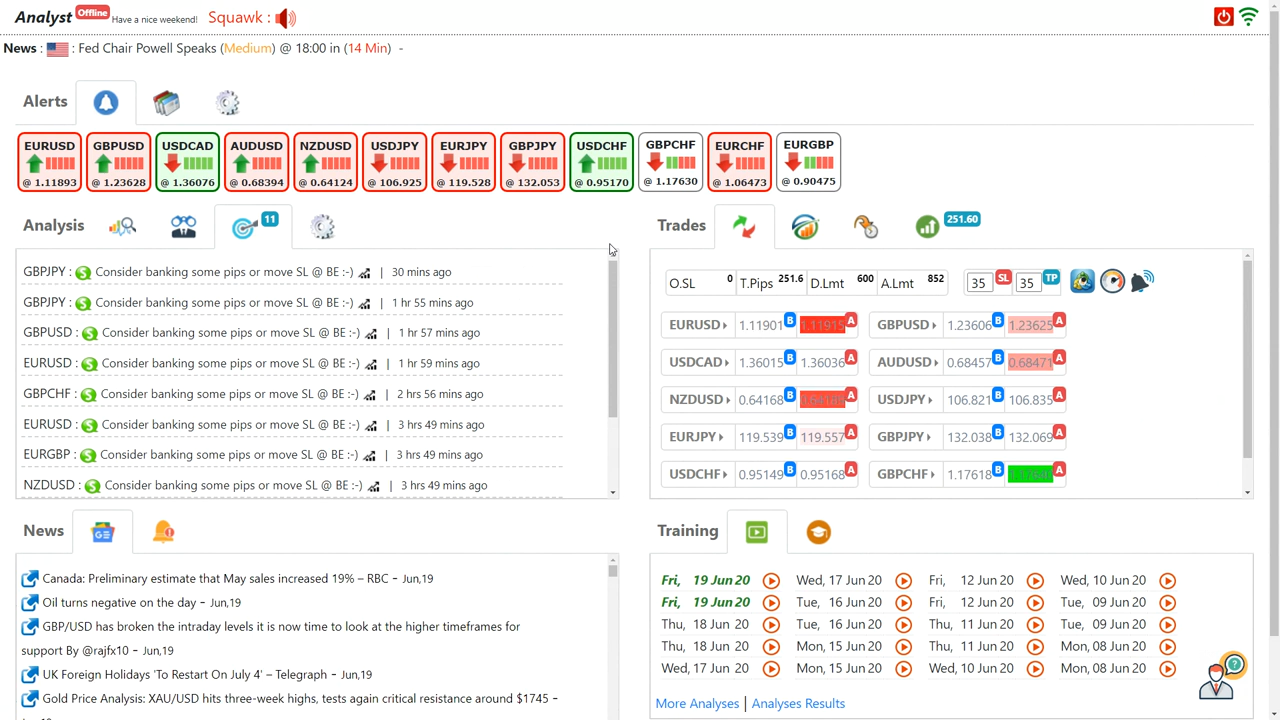 Analyst Offline Have a nice weekend! Squawk :
News : : Fed Chair Powell Speaks (Medium) @ 18:00 in (14 Min) -
Alerts
EURUSD GBPUSD USDCAD AUDUSD NZDUSD USDJPY EURJPY GBPJPY USDCHF GBPCHF EURCHF EURGBP
@ 1.11893 @ 1.23628 @ 1.36076 @ 0.68394 @ 0.64124 @ 106.925 @ 119.528 @ 132.053 @ 0.95170 @ 1.17630 @ 1.06473 @ 0.90475
Analysis 11
GBPJPY : Consider banking some pips or move SL @ BE :-) | 30 mins ago
GBPJPY : Consider banking some pips or move SL @ BE :-) | 1 hr 55 mins ago
GBPUSD : Consider banking some pips or move SL @ BE :-) | 1 hr 57 mins ago
EURUSD : Consider banking some pips or move SL @ BE :-) | 1 hr 59 mins ago
GBPCHF : Consider banking some pips or move SL @ BE :-) | 2 hrs 56 mins ago
EURUSD : Consider banking some pips or move SL @ BE :-) | 3 hrs 49 mins ago
EURGBP : Consider banking some pips or move SL @ BE :-) | 3 hrs 49 mins ago
NZDUSD : Consider banking some pips or move SL @ BE :-) | 3 hrs 49 mins ago
Trades 251.60
O.SL 0 T.Pips 251.6 D.Lmt 600 A.Lmt 852 35 SL 35 TP
EURUSD 1.11901 B 1.11915 A GBPUSD 1.23606 B 1.23625 A
USDCAD 1.36015 B 1.36036 A AUDUSD 0.68457 B 0.68471 A
NZDUSD 0.64168 B A USDJPY 106.821 B 106.835 A
EURJPY 119.539 B 119.557 A GBPJPY 132.038 B 132.069 A
USDCHF 0.95149 B 0.95168 A GBPCHF 1.17618 B A
News
Canada: Preliminary estimate that May sales increased 19% – RBC - Jun,19
Oil turns negative on the day - Jun,19
GBP/USD has broken the intraday levels it is now time to look at the higher timeframes for
support By @rajfx10 - Jun,19
UK Foreign Holidays 'To Restart On July 4' – Telegraph - Jun,19
Gold Price Analysis: XAU/USD hits three-week highs, tests again critical resistance around $1745 -
Training
Fri, 19 Jun 20 Wed, 17 Jun 20 Fri, 12 Jun 20 Wed, 10 Jun 20
Fri, 19 Jun 20 Tue, 16 Jun 20 Fri, 12 Jun 20 Tue, 09 Jun 20
Thu, 18 Jun 20 Tue, 16 Jun 20 Thu, 11 Jun 20 Tue, 09 Jun 20
Thu, 18 Jun 20 Mon, 15 Jun 20 Thu, 11 Jun 20 Mon, 08 Jun 20
Wed, 17 Jun 20 Mon, 15 Jun 20 Wed, 10 Jun 20 Mon, 08 Jun 20
More Analyses | Analyses Results